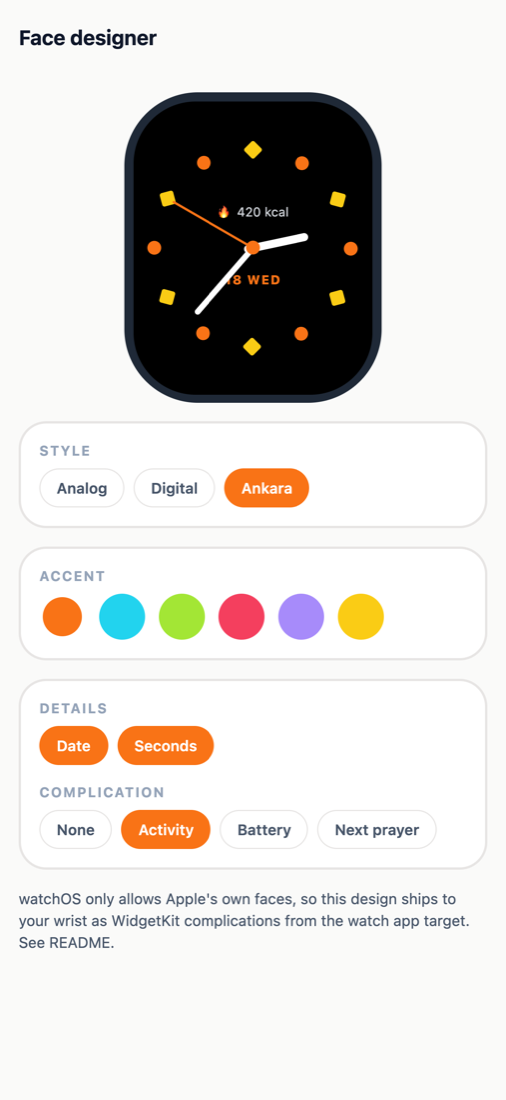 Face designer
🔥 420 kcal
8 WED
STYLE
Analog Digital Ankara
ACCENT
DETAILS
Date Seconds
COMPLICATION
None Activity Battery Next prayer
watchOS only allows Apple's own faces, so this design ships to
your wrist as WidgetKit complications from the watch app target.
See README.